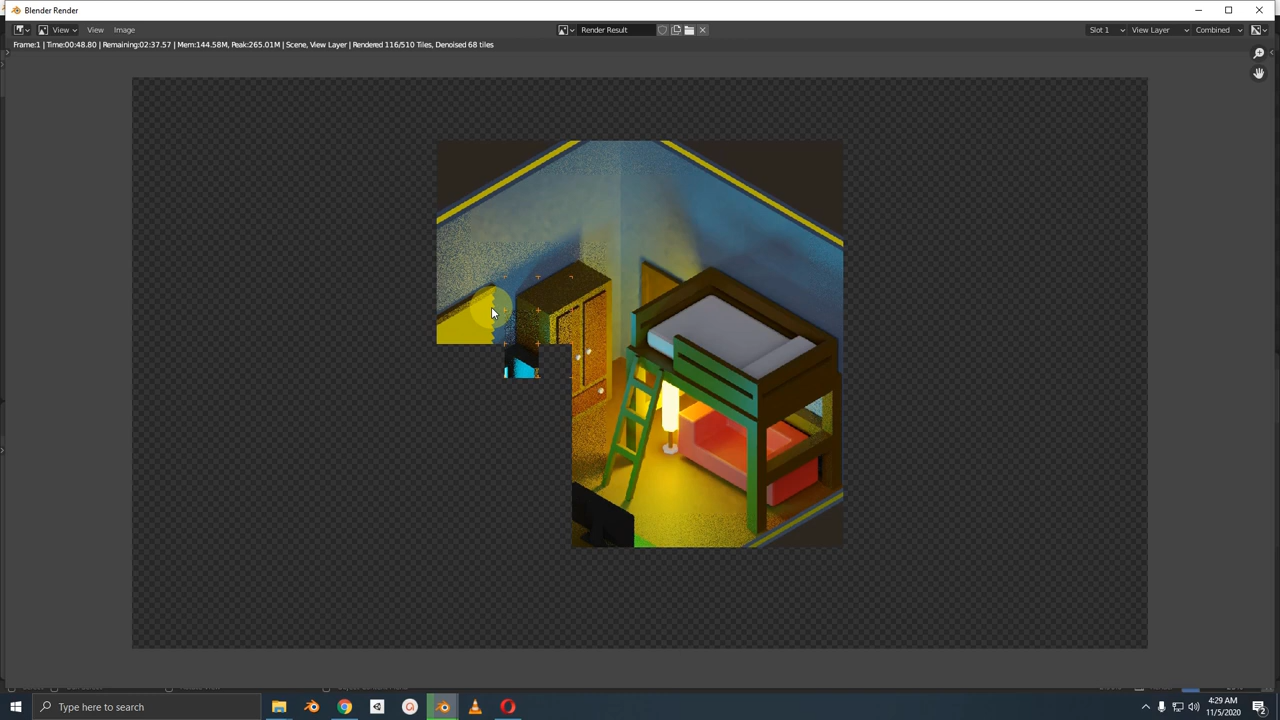 Blender Render
View View Image Render Result Slot 1 View Layer Combined
Frame:1 | Time:00:48.80 | Remaining:02:37.57 | Mem:144.58M, Peak:265.01M | Scene, View Layer | Rendered 116/510 Tiles, Denoised 68 tiles
Type here to search
4:29 AM
11/5/2020
2